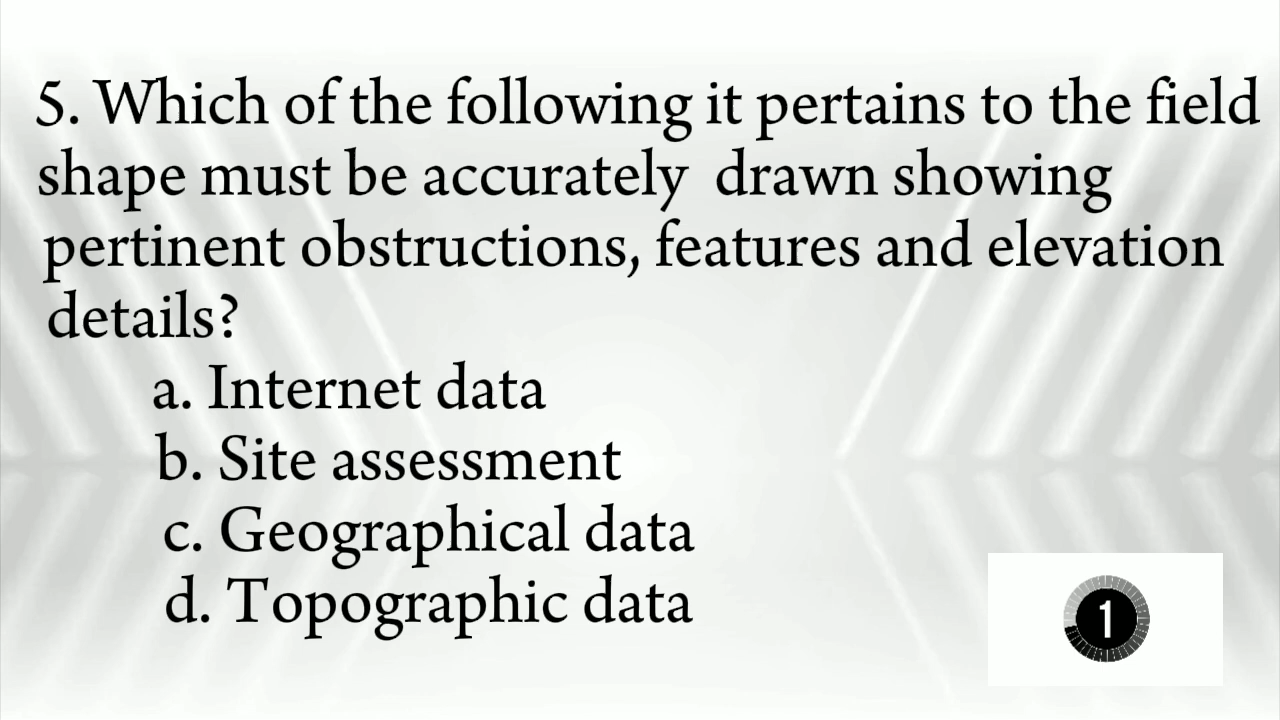 5. Which of the following it pertains to the field
shape must be accurately drawn showing
pertinent obstructions, features and elevation
details?
a. Internet data
b. Site assessment
c. Geographical data
d. Topographic data
1